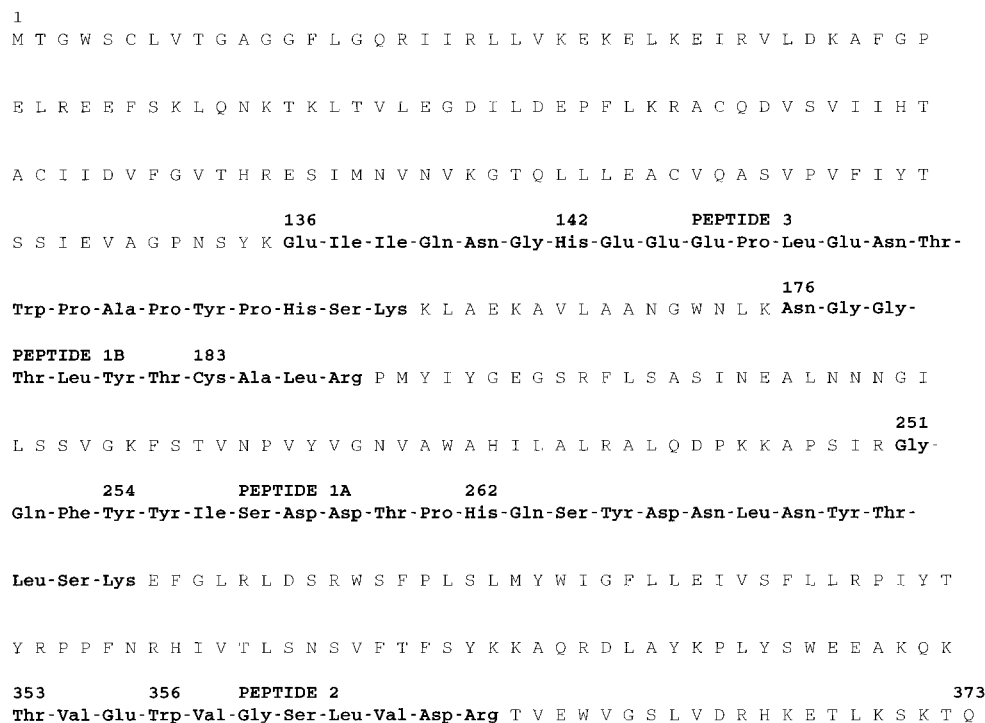 1
M T G W S C L V T G A G G F L G Q R I I R L L V K E K E L K E I R V L D K A F G P
E L R E E F S K L Q N K T K L T V L E G D I L D E P F L K R A C Q D V S V I I H T
A C I I D V F G V T H R E S I M N V N V K G T Q L L L E A C V Q A S V P V F I Y T
136 142 PEPTIDE 3
S S I E V A G P N S Y K Glu-Ile-Ile-Gln-Asn-Gly-His-Glu-Glu-Glu-Pro-Leu-Glu-Asn-Thr-
Trp-Pro-Ala-Pro-Tyr-Pro-His-Ser-Lys K L A E K A V L A A N G W N L K Asn-Gly-Gly-
176
PEPTIDE 1B 183
Thr-Leu-Tyr-Thr-Cys-Ala-Leu-Arg P M Y I Y G E G S R F L S A S I N E A L N N N G I
L S S V G K F S T V N P V Y V G N V A W A H I L A L R A L Q D P K K A P S I R Gly-
251
254 PEPTIDE 1A 262
Gln-Phe-Tyr-Tyr-Ile-Ser-Asp-Asp-Thr-Pro-His-Gln-Ser-Tyr-Asp-Asn-Leu-Asn-Tyr-Thr-
Leu-Ser-Lys E F G L R L D S R W S F P L S L M Y W I G F L L E I V S F L L R P I Y T
Y R P P F N R H I V T L S N S V F T F S Y K K A Q R D L A Y K P L Y S W E E A K Q K
353 356 PEPTIDE 2 373
Thr-Val-Glu-Trp-Val-Gly-Ser-Leu-Val-Asp-Arg T V E W V G S L V D R H K E T L K S K T Q